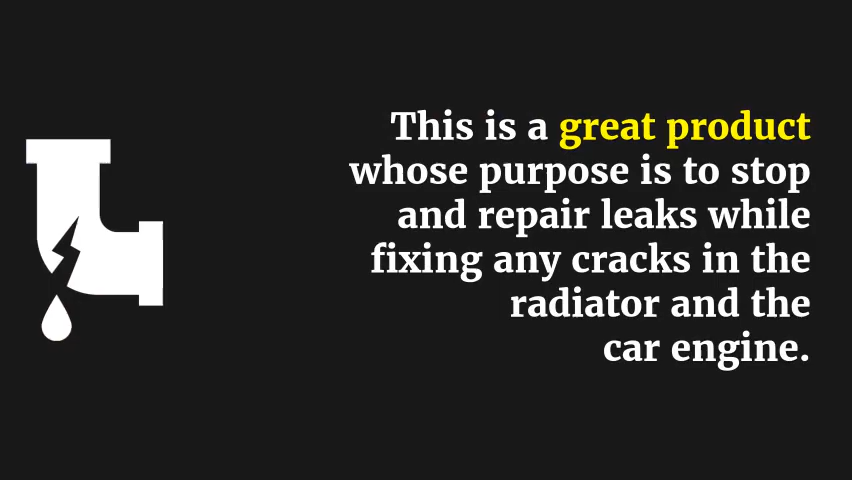 This is a great product
whose purpose is to stop
and repair leaks while
fixing any cracks in the
radiator and the
car engine.